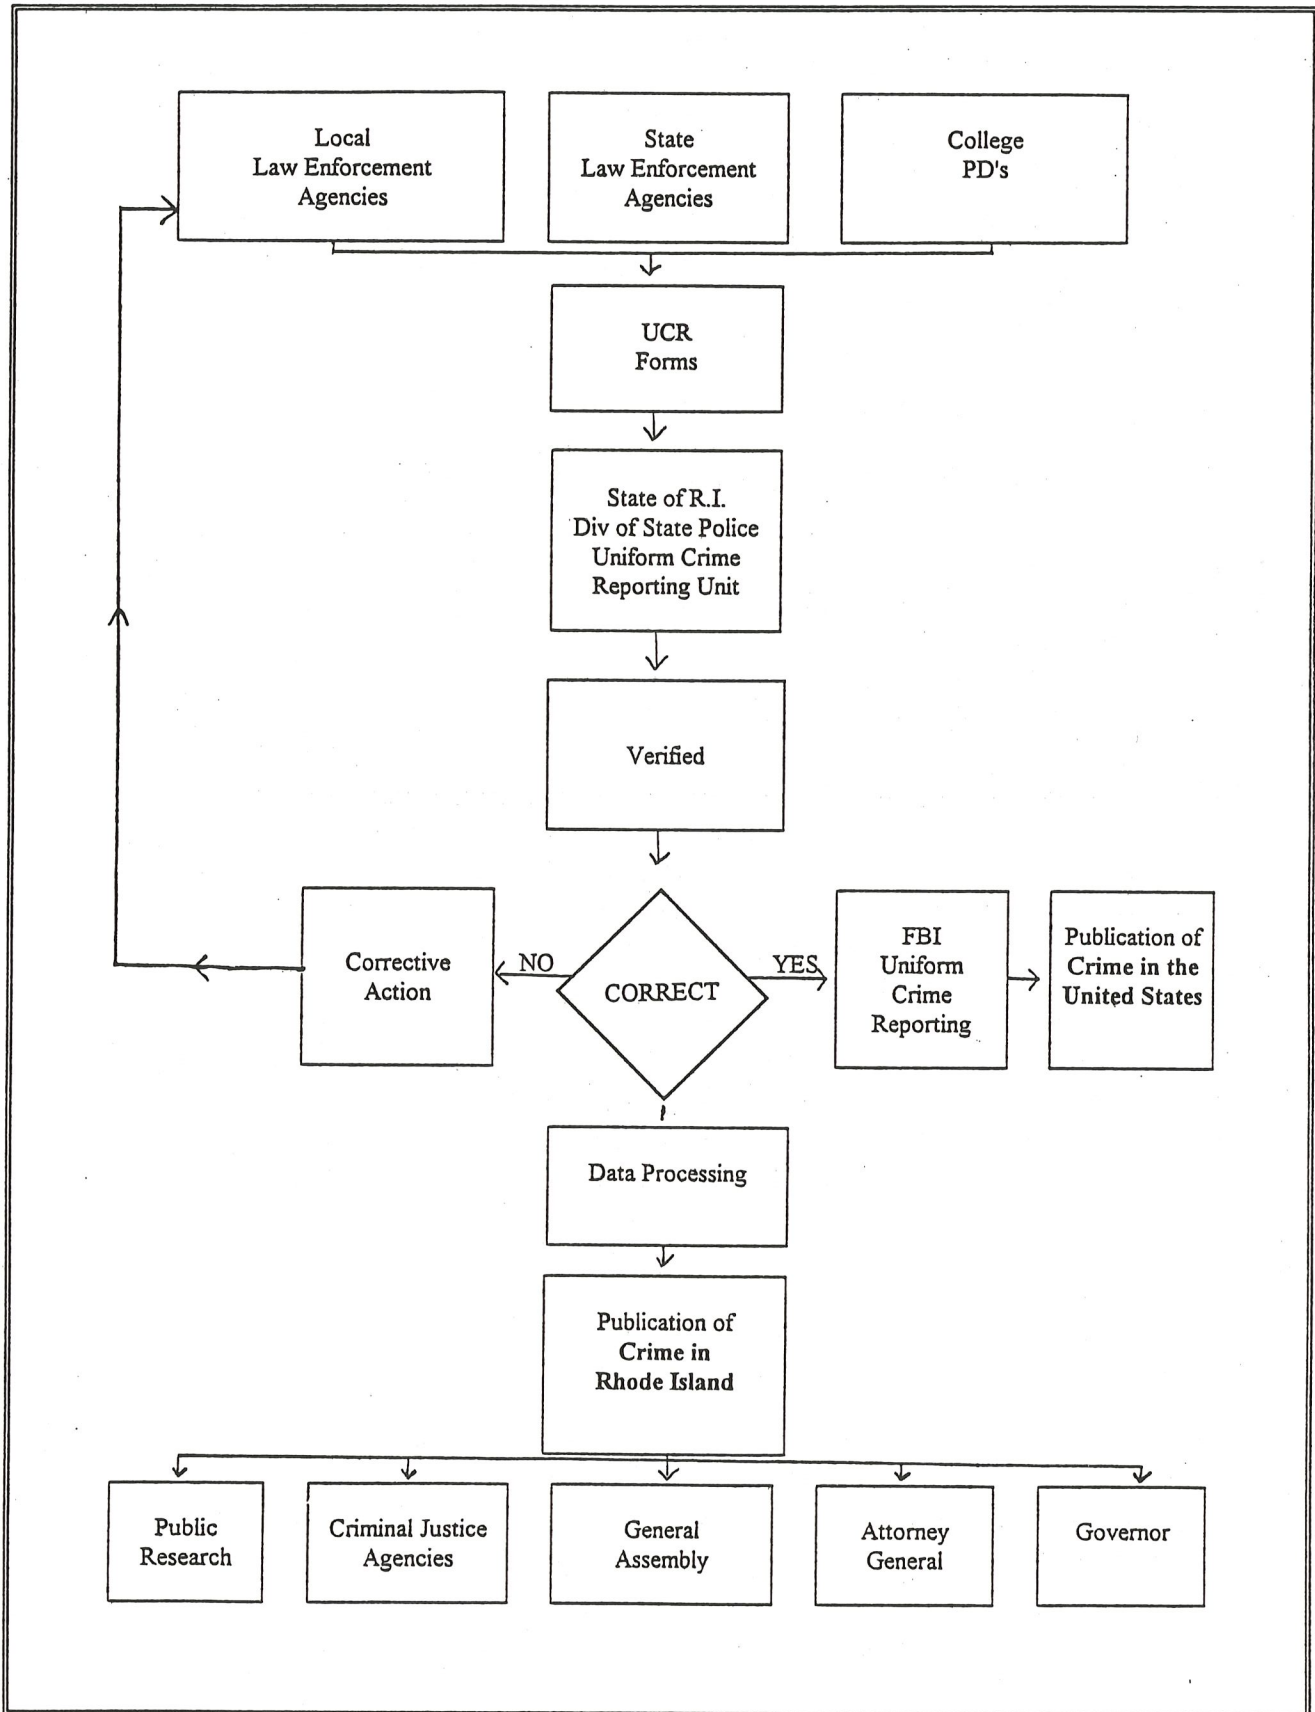 Local
Law Enforcement
Agencies
State
Law Enforcement
Agencies
College
PD's
UCR
Forms
State of R.I.
Div of State Police
Uniform Crime
Reporting Unit
Verified
Corrective
Action
NO
CORRECT
YES
FBI
Uniform
Crime
Reporting
Publication of
Crime in the
United States
Data Processing
Publication of
Crime in
Rhode Island
Public
Research
Criminal Justice
Agencies
General
Assembly
Attorney
General
Governor